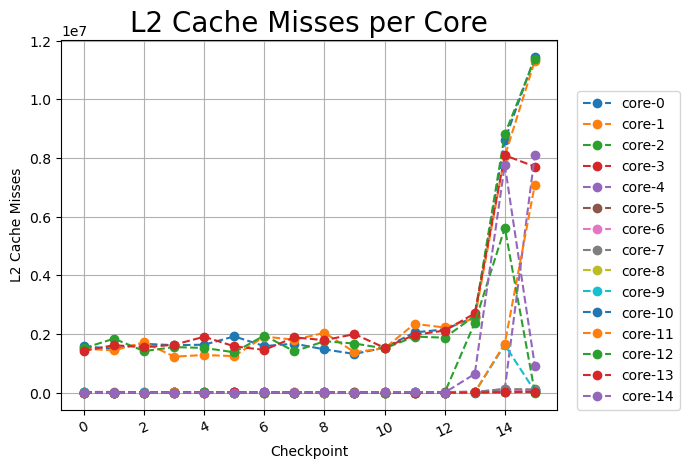 L2 Cache Misses per Core
1e7
1.2
1.0
0.8
0.6
0.4
0.2
0.0
L2 Cache Misses
0
2
4
6
8
10
12
14
Checkpoint
core-0
core-1
core-2
core-3
core-4
core-5
core-6
core-7
core-8
core-9
core-10
core-11
core-12
core-13
core-14